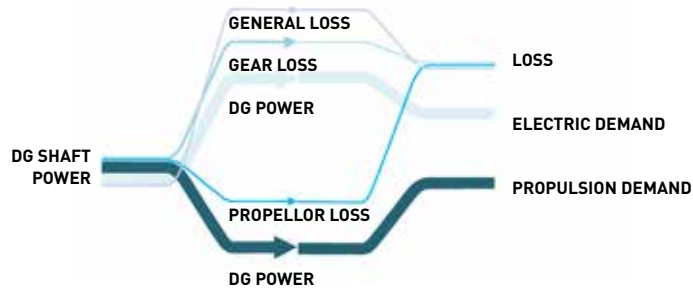 GENERAL LOSS
GEAR LOSS
DG POWER
LOSS
ELECTRIC DEMAND
DG SHAFT
POWER
PROPULSION DEMAND
PROPELLOR LOSS
DG POWER